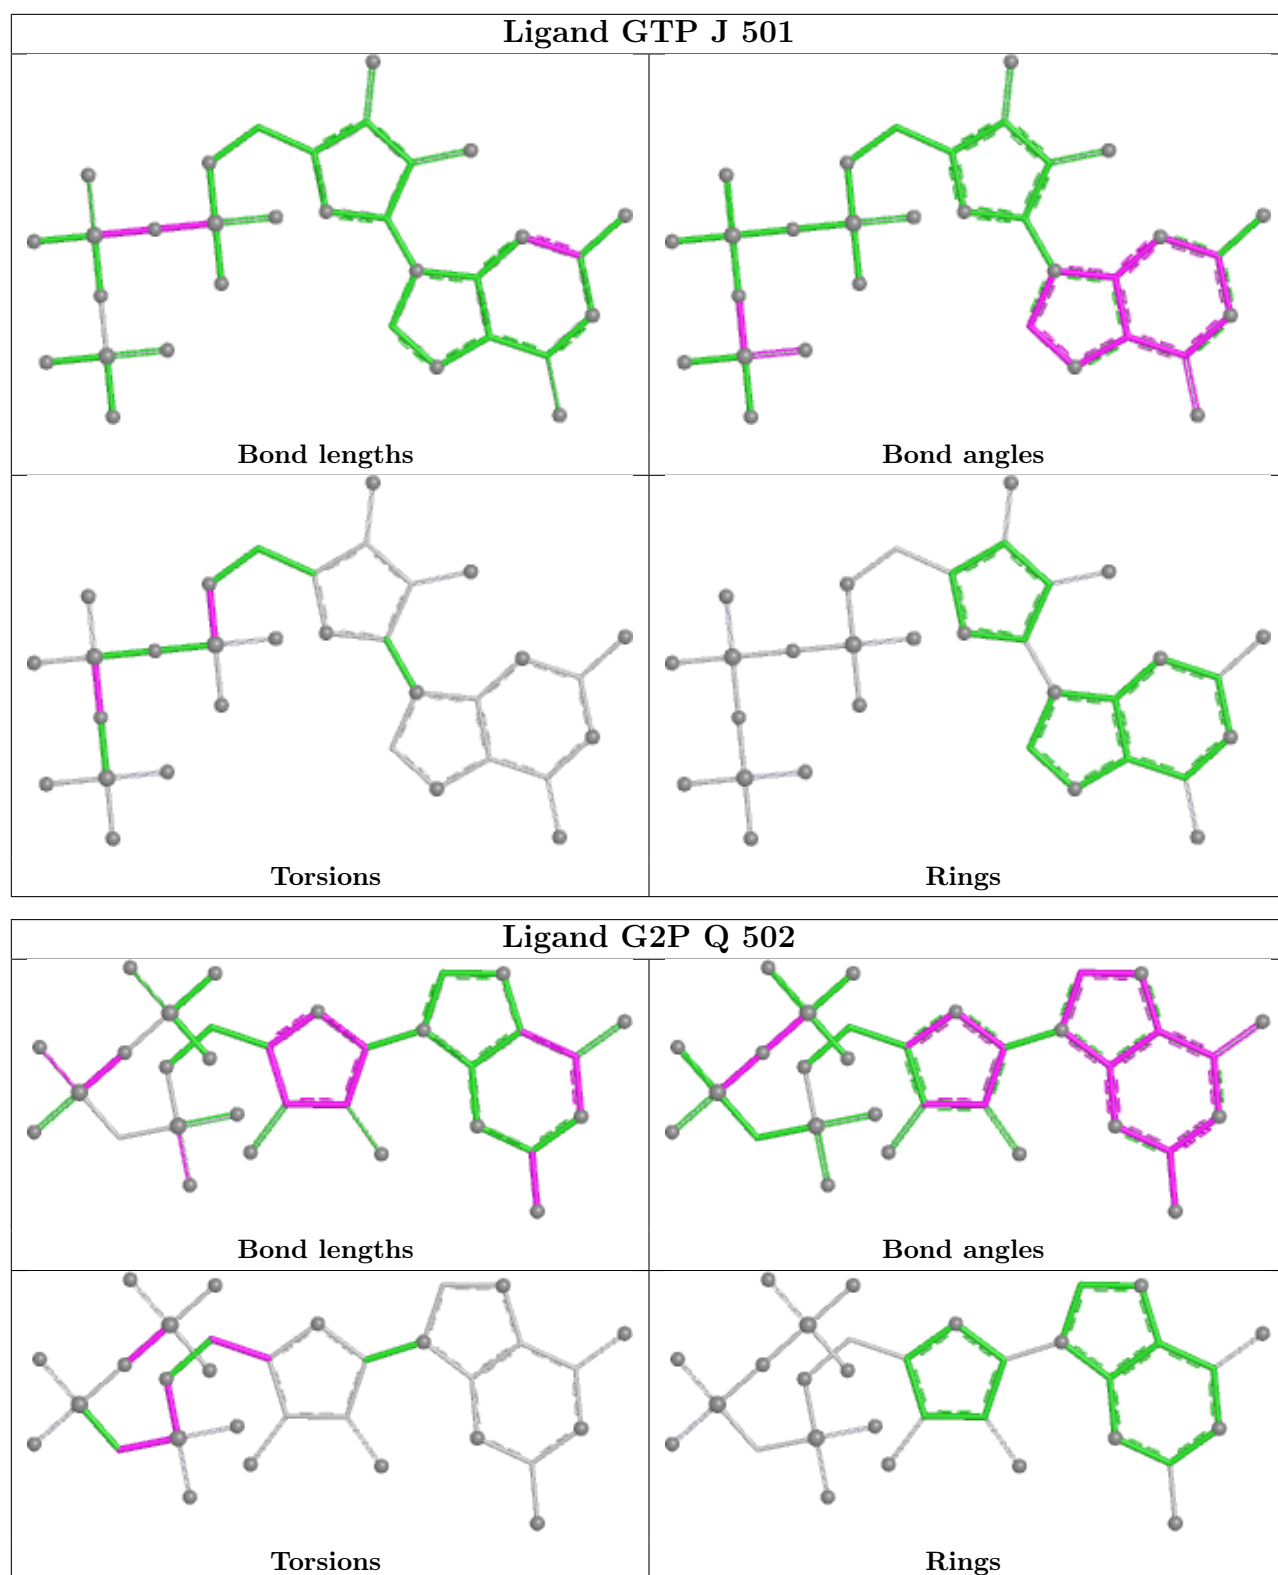 Ligand GTP J 501
Bond lengths
Bond angles
Torsions
Rings
Ligand G2P Q 502
Bond lengths
Bond angles
Torsions
Rings